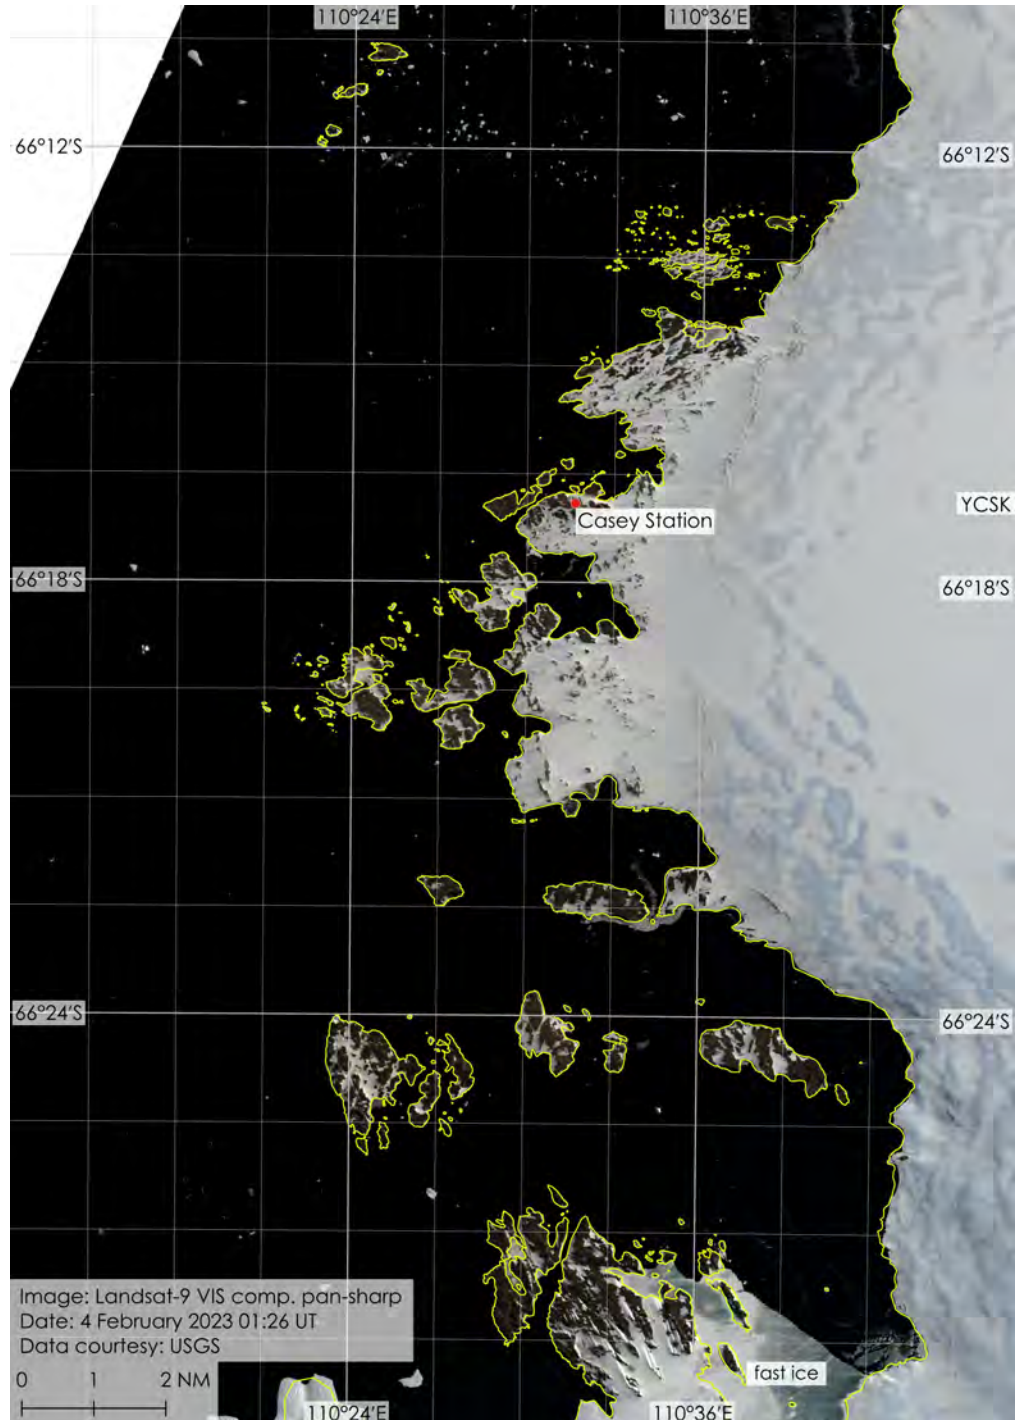 110°24'E
110°36'E
66°12'S
66°12'S
YCSK
Casey Station
66°18'S
66°18'S
66°24'S
66°24'S
Image: Landsat-9 VIS comp. pan-sharp
Date: 4 February 2023 01:26 UT
Data courtesy: USGS
0 1 2 NM
fast ice
110°24'E
110°36'E